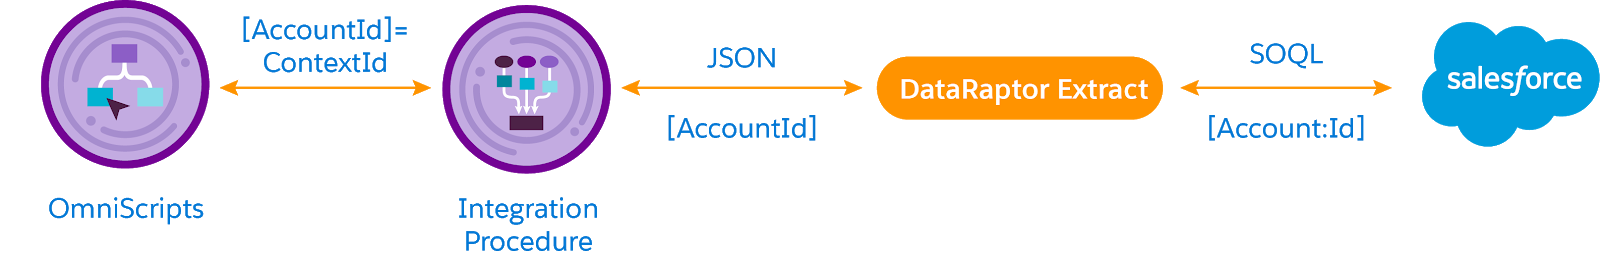 [AccountId]=
ContextId
JSON
[AccountId]
DataRaptor Extract
SOQL
[Account:Id]
salesforce
OmniScripts
Integration
Procedure